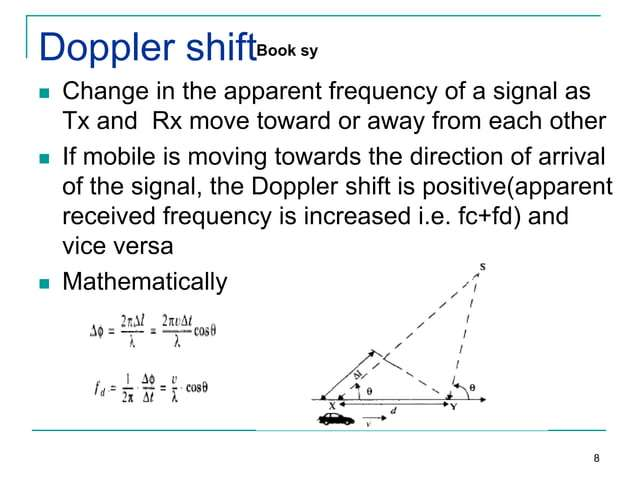 Doppler shift Book sy
Change in the apparent frequency of a signal as
Tx and Rx move toward or away from each other
If mobile is moving towards the direction of arrival
of the signal, the Doppler shift is positive(apparent
received frequency is increased i.e. fc+fd) and
vice versa
Mathematically
Δϕ = 2πΔl/λ = 2πvΔt/λ cosθ
f_d = 1/2π · Δϕ/Δt = v/λ · cosθ
S
Δl
θ
θ
X
d
Y
v
8